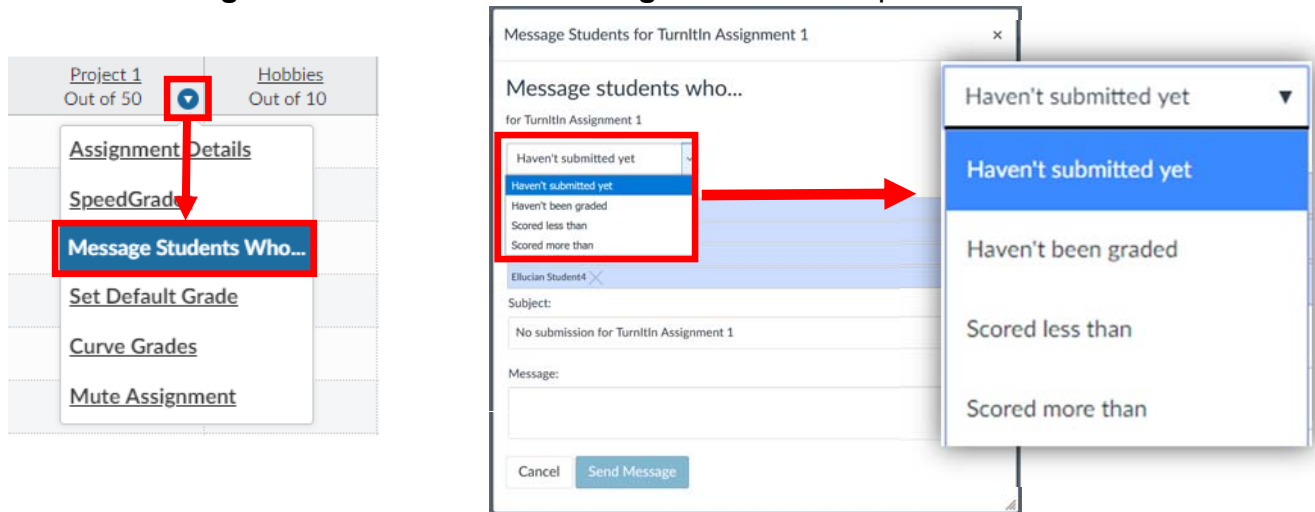 Project 1
Out of 50
Hobbies
Out of 10
Assignment Details
SpeedGrader
Message Students Who...
Set Default Grade
Curve Grades
Mute Assignment
Message Students for TurnItIn Assignment 1
×
Message students who...
for TurnItIn Assignment 1
Haven't submitted yet
Haven't submitted yet
Haven't been graded
Scored less than
Scored more than
Ellucian Student4
Subject:
No submission for TurnItIn Assignment 1
Message:
Cancel
Send Message
Haven't submitted yet
Haven't submitted yet
Haven't been graded
Scored less than
Scored more than